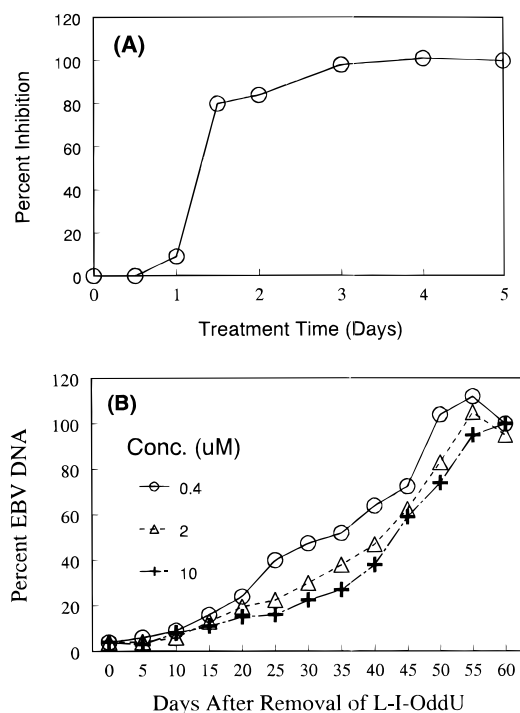 120
(A)
100
80
60
40
20
0
Percent Inhibition
0 1 2 3 4 5
Treatment Time (Days)
120
(B)
100
80
60
40
20
0
Percent EBV DNA
Conc. (uM)
0.4
2
10
0 5 10 15 20 25 30 35 40 45 50 55 60
Days After Removal of L-I-OddU